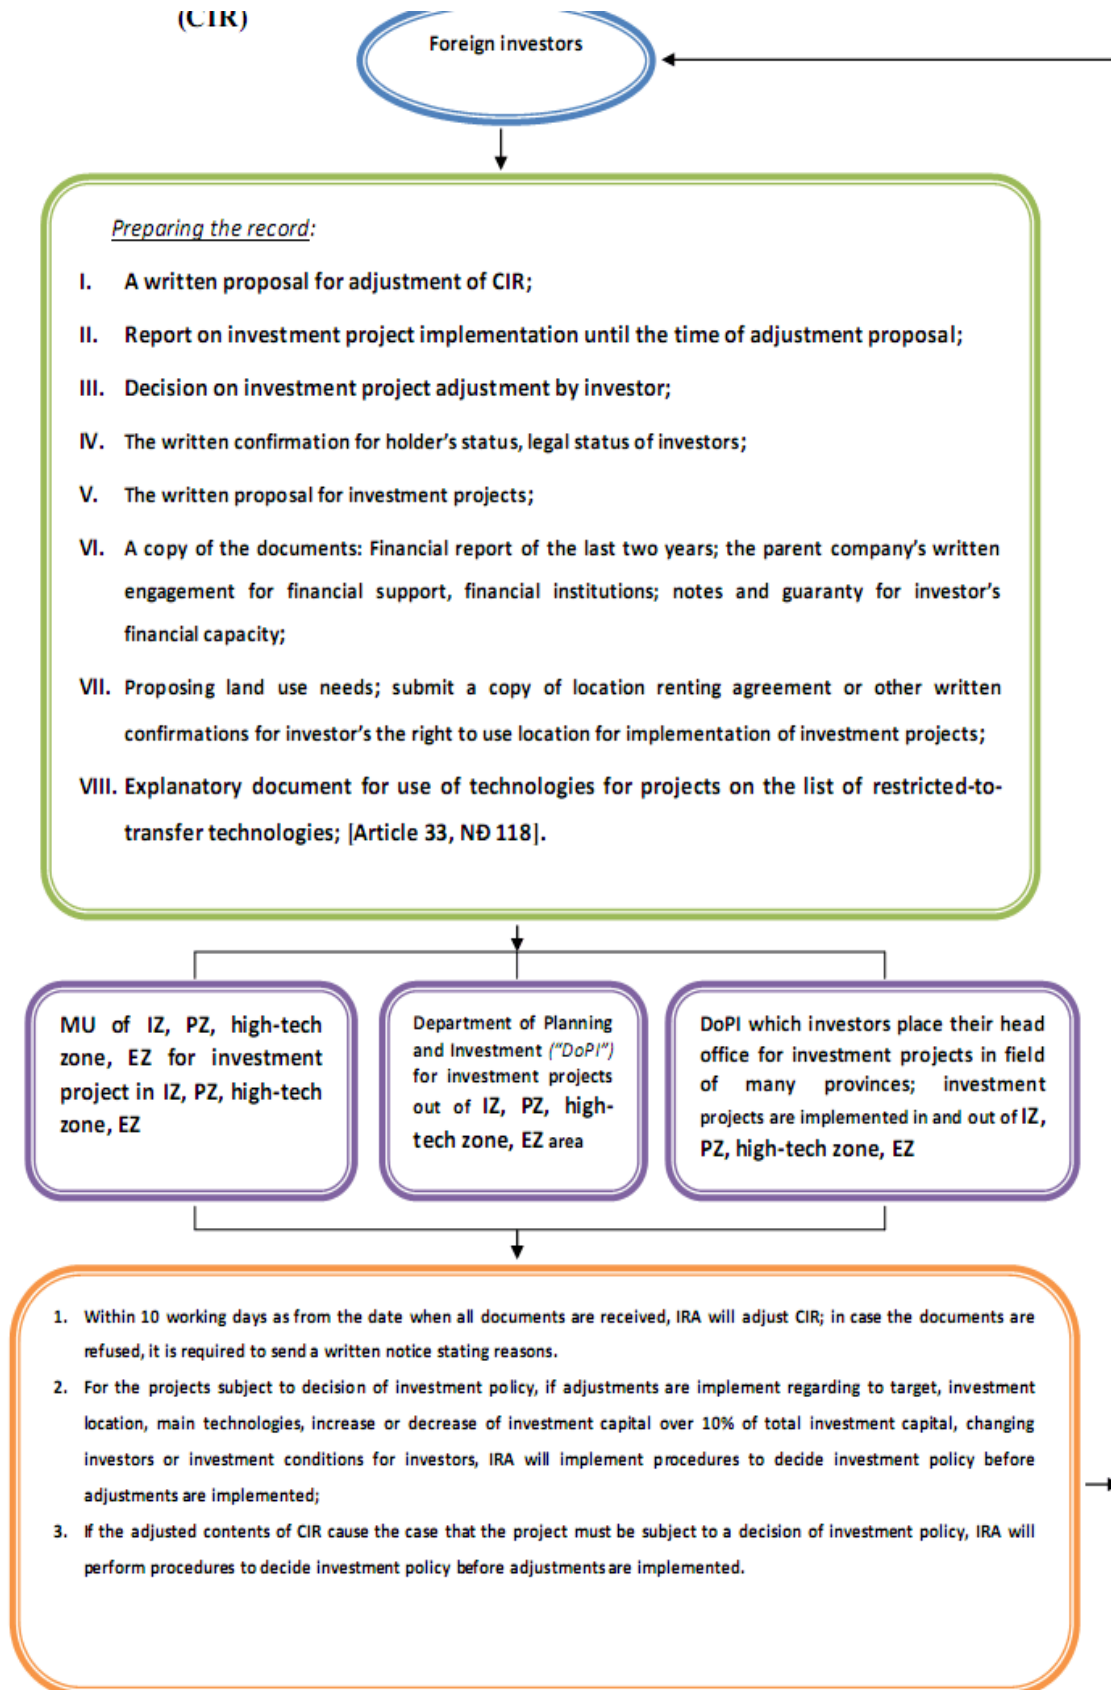 (CIR)
Foreign investors
Preparing the record:
I. A written proposal for adjustment of CIR;
II. Report on investment project implementation until the time of adjustment proposal;
III. Decision on investment project adjustment by investor;
IV. The written confirmation for holder's status, legal status of investors;
V. The written proposal for investment projects;
VI. A copy of the documents: Financial report of the last two years; the parent company's written
engagement for financial support, financial institutions; notes and guaranty for investor's
financial capacity;
VII. Proposing land use needs; submit a copy of location renting agreement or other written
confirmations for investor's the right to use location for implementation of investment projects;
VIII. Explanatory document for use of technologies for projects on the list of restricted-to-
transfer technologies; [Article 33, NĐ 118].
MU of IZ, PZ, high-tech
zone, EZ for investment
project in IZ, PZ, high-tech
zone, EZ
Department of Planning
and Investment ("DoPI")
for investment projects
out of IZ, PZ, high-
tech zone, EZ area
DoPI which investors place their head
office for investment projects in field
of many provinces; investment
projects are implemented in and out of IZ,
PZ, high-tech zone, EZ
1. Within 10 working days as from the date when all documents are received, IRA will adjust CIR; in case the documents are
refused, it is required to send a written notice stating reasons.
2. For the projects subject to decision of investment policy, if adjustments are implement regarding to target, investment
location, main technologies, increase or decrease of investment capital over 10% of total investment capital, changing
investors or investment conditions for investors, IRA will implement procedures to decide investment policy before
adjustments are implemented;
3. If the adjusted contents of CIR cause the case that the project must be subject to a decision of investment policy, IRA will
perform procedures to decide investment policy before adjustments are implemented.